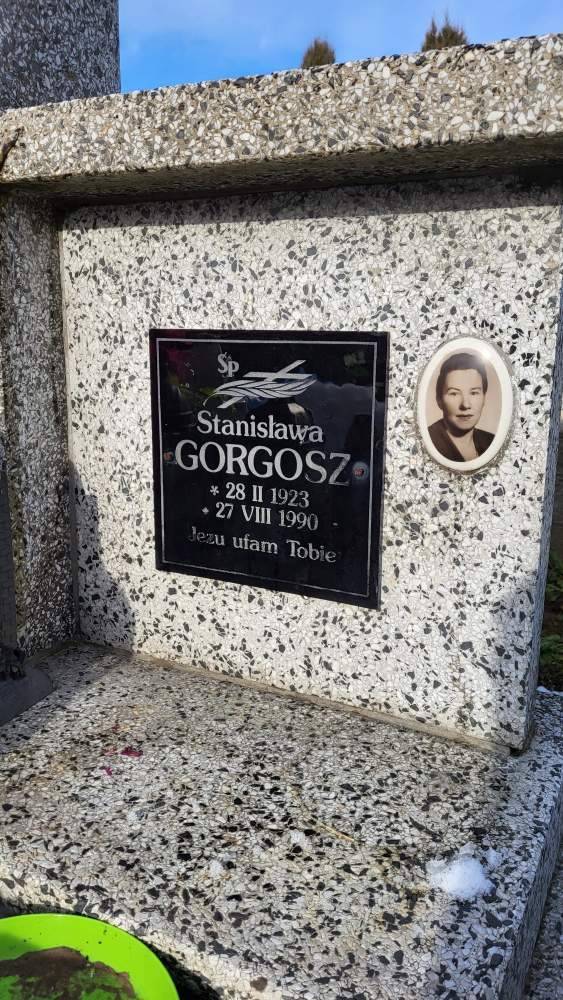 ŚP
Stanisława
GORGOSZ
* 28 II 1923
+ 27 VIII 1990
Jezu ufam Tobie